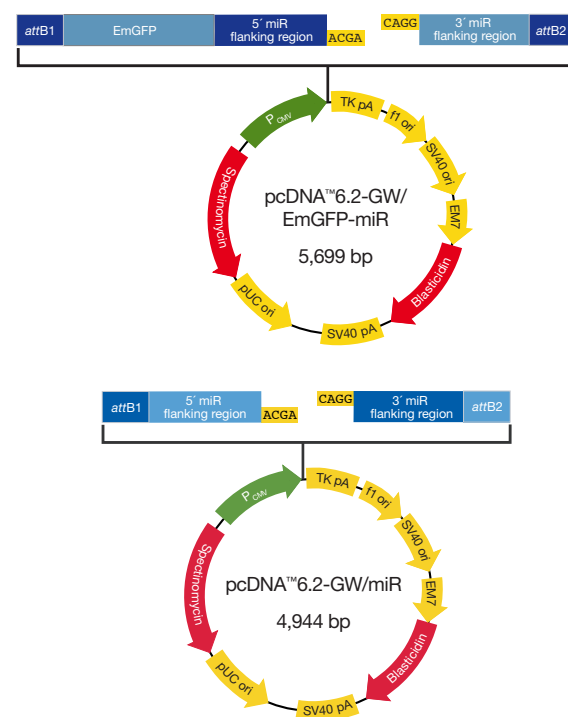 attB1 EmGFP 5´ miR flanking region ACGA CAGG 3´ miR flanking region attB2
PCMV
TK pA
f1 ori
SV40 ori
EM7
Blasticidin
SV40 pA
pUC ori
Spectinomycin
pcDNA™6.2-GW/
EmGFP-miR
5,699 bp
attB1 5´ miR flanking region ACGA CAGG 3´ miR flanking region attB2
PCMV
TK pA
f1 ori
SV40 ori
EM7
Blasticidin
SV40 pA
pUC ori
Spectinomycin
pcDNA™6.2-GW/miR
4,944 bp